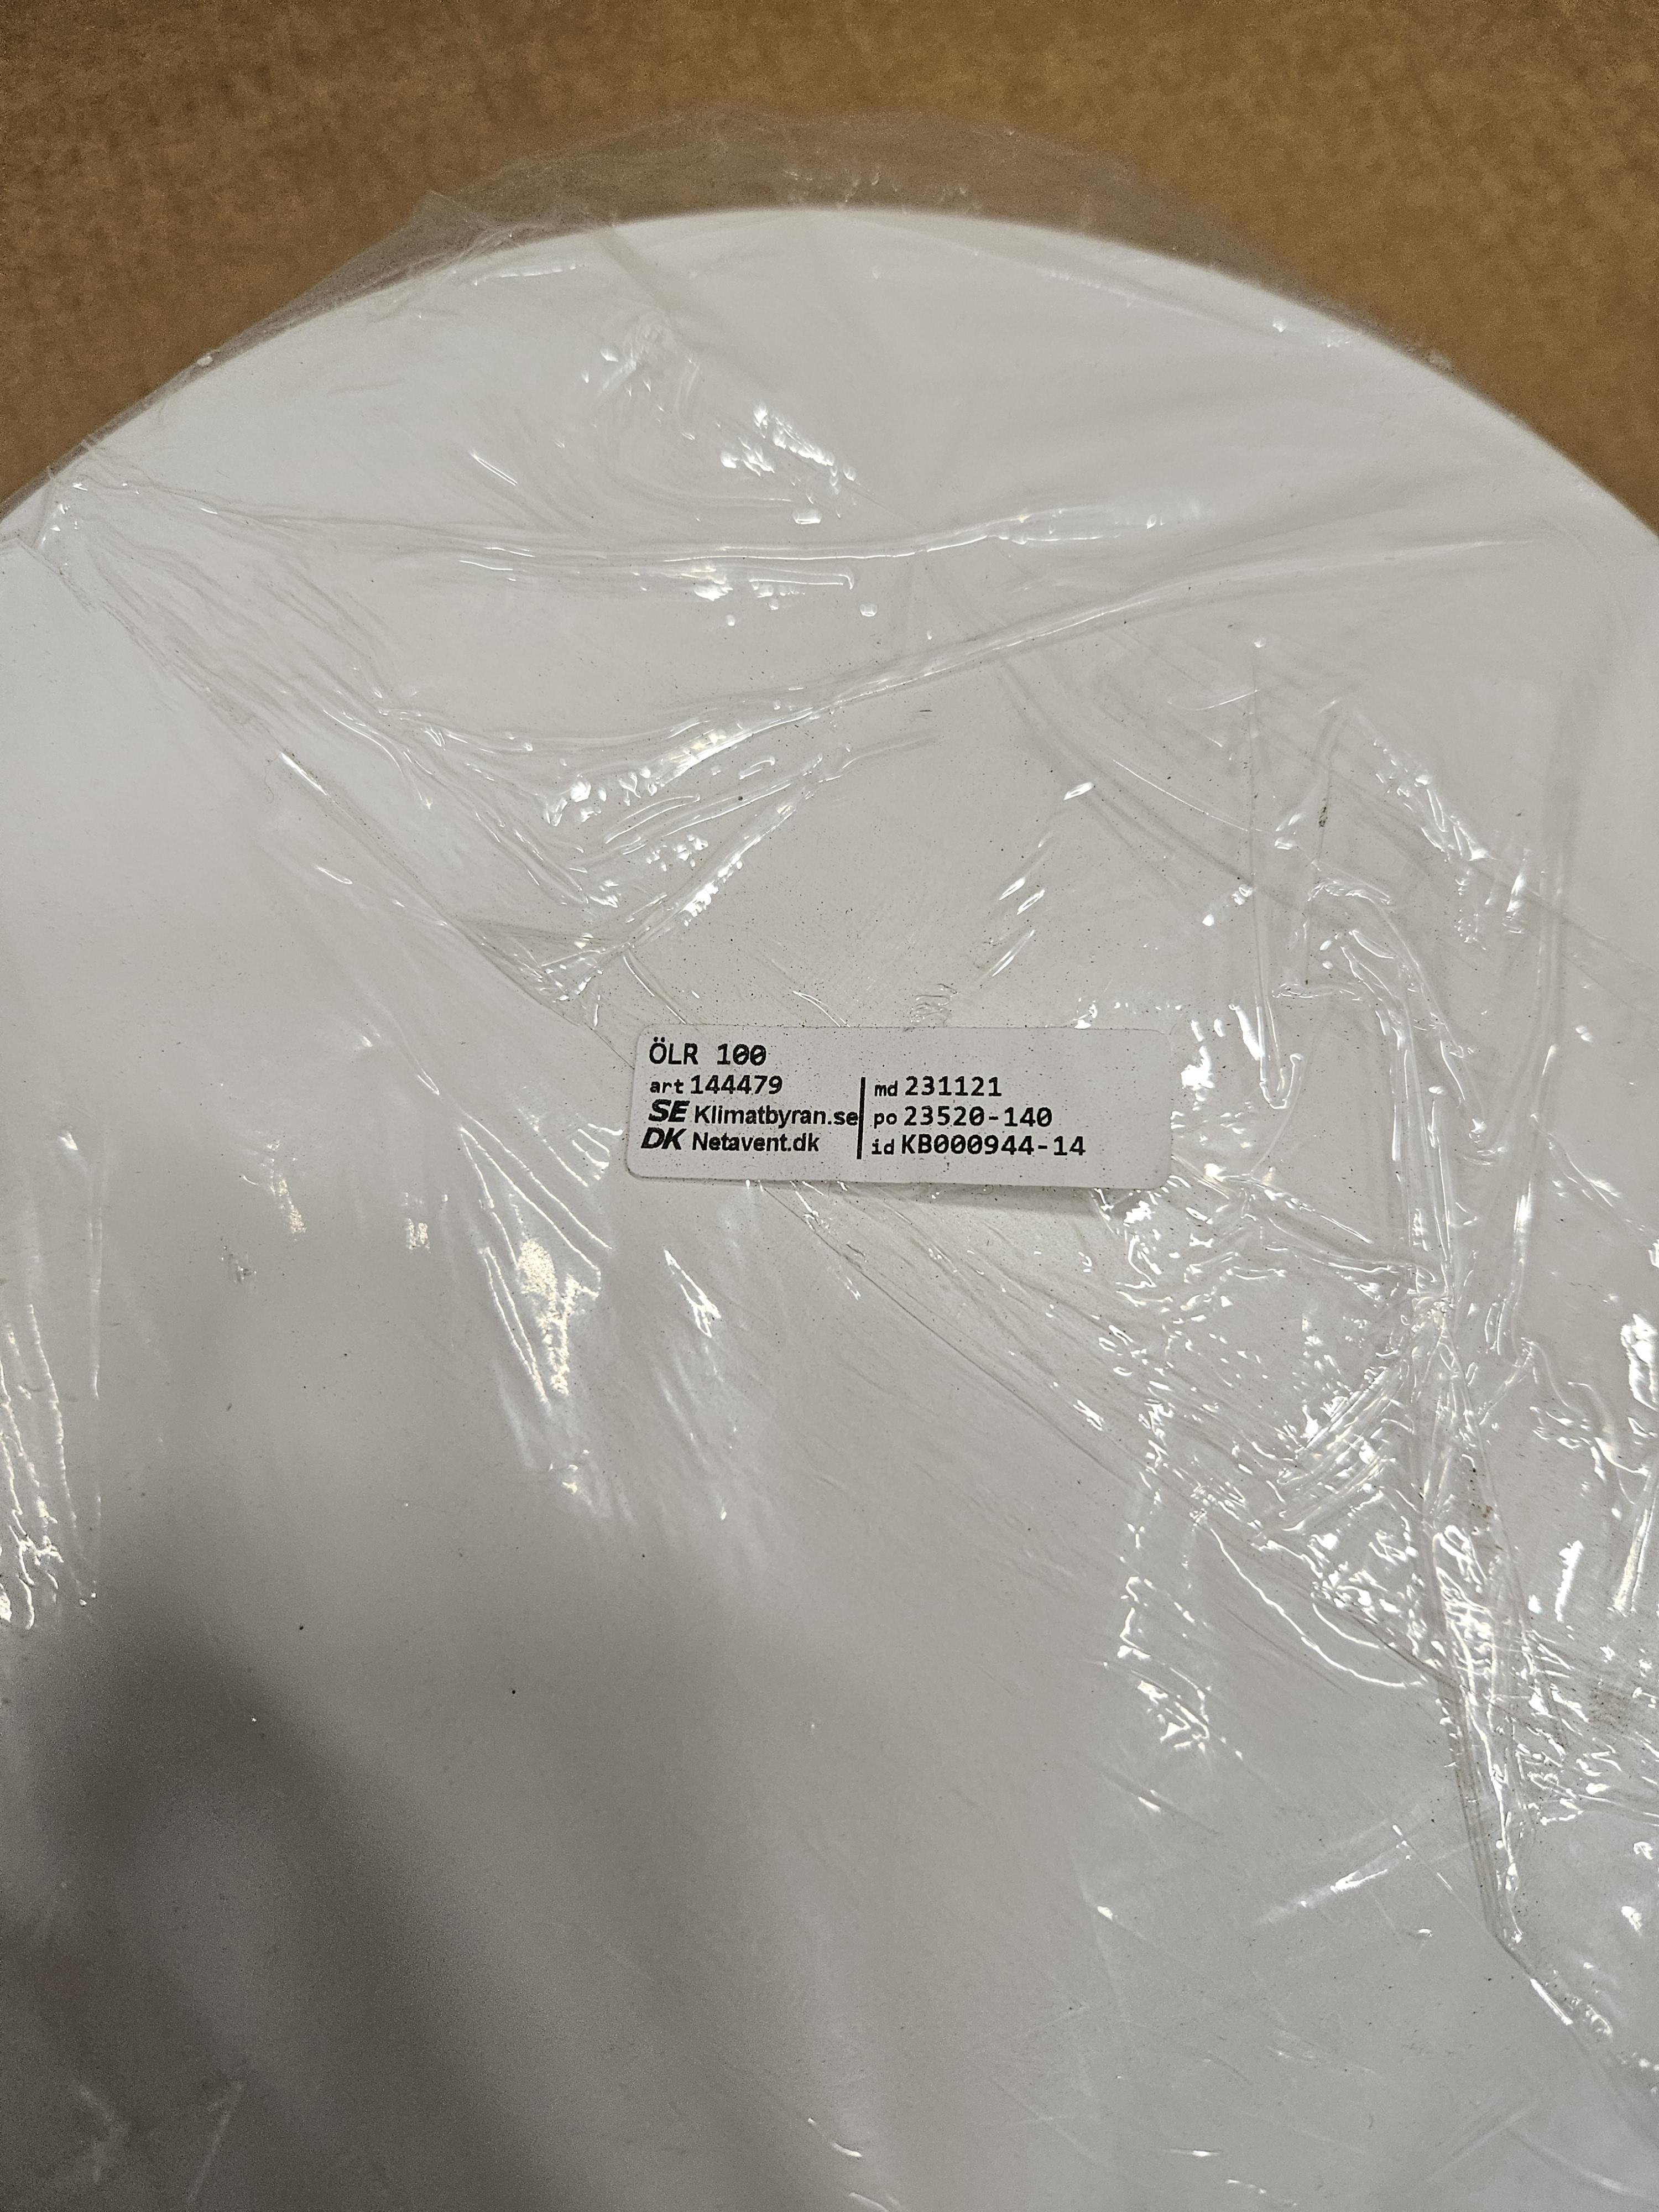 ÖLR 100
art 144479
SE Klimatbyran.se
DK Netavent.dk
md 231121
po 23520-140
id KB000944-14